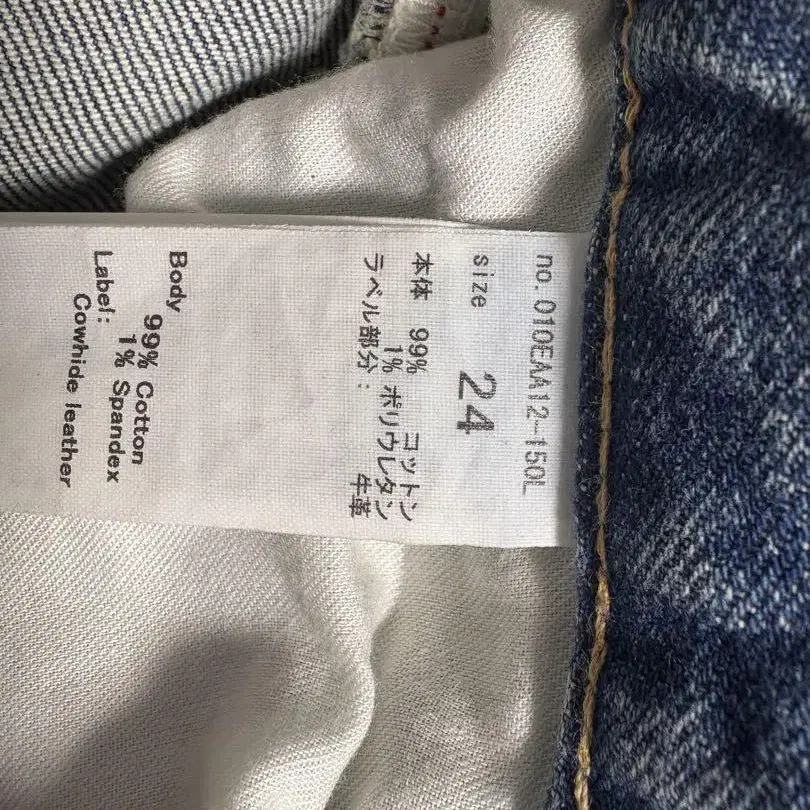 no. 010EAA12-150L
size 24
本体 99% コットン
1% ポリウレタン
ラベル部分: 牛革
Body
99% Cotton
1% Spandex
Label:
Cowhide leather